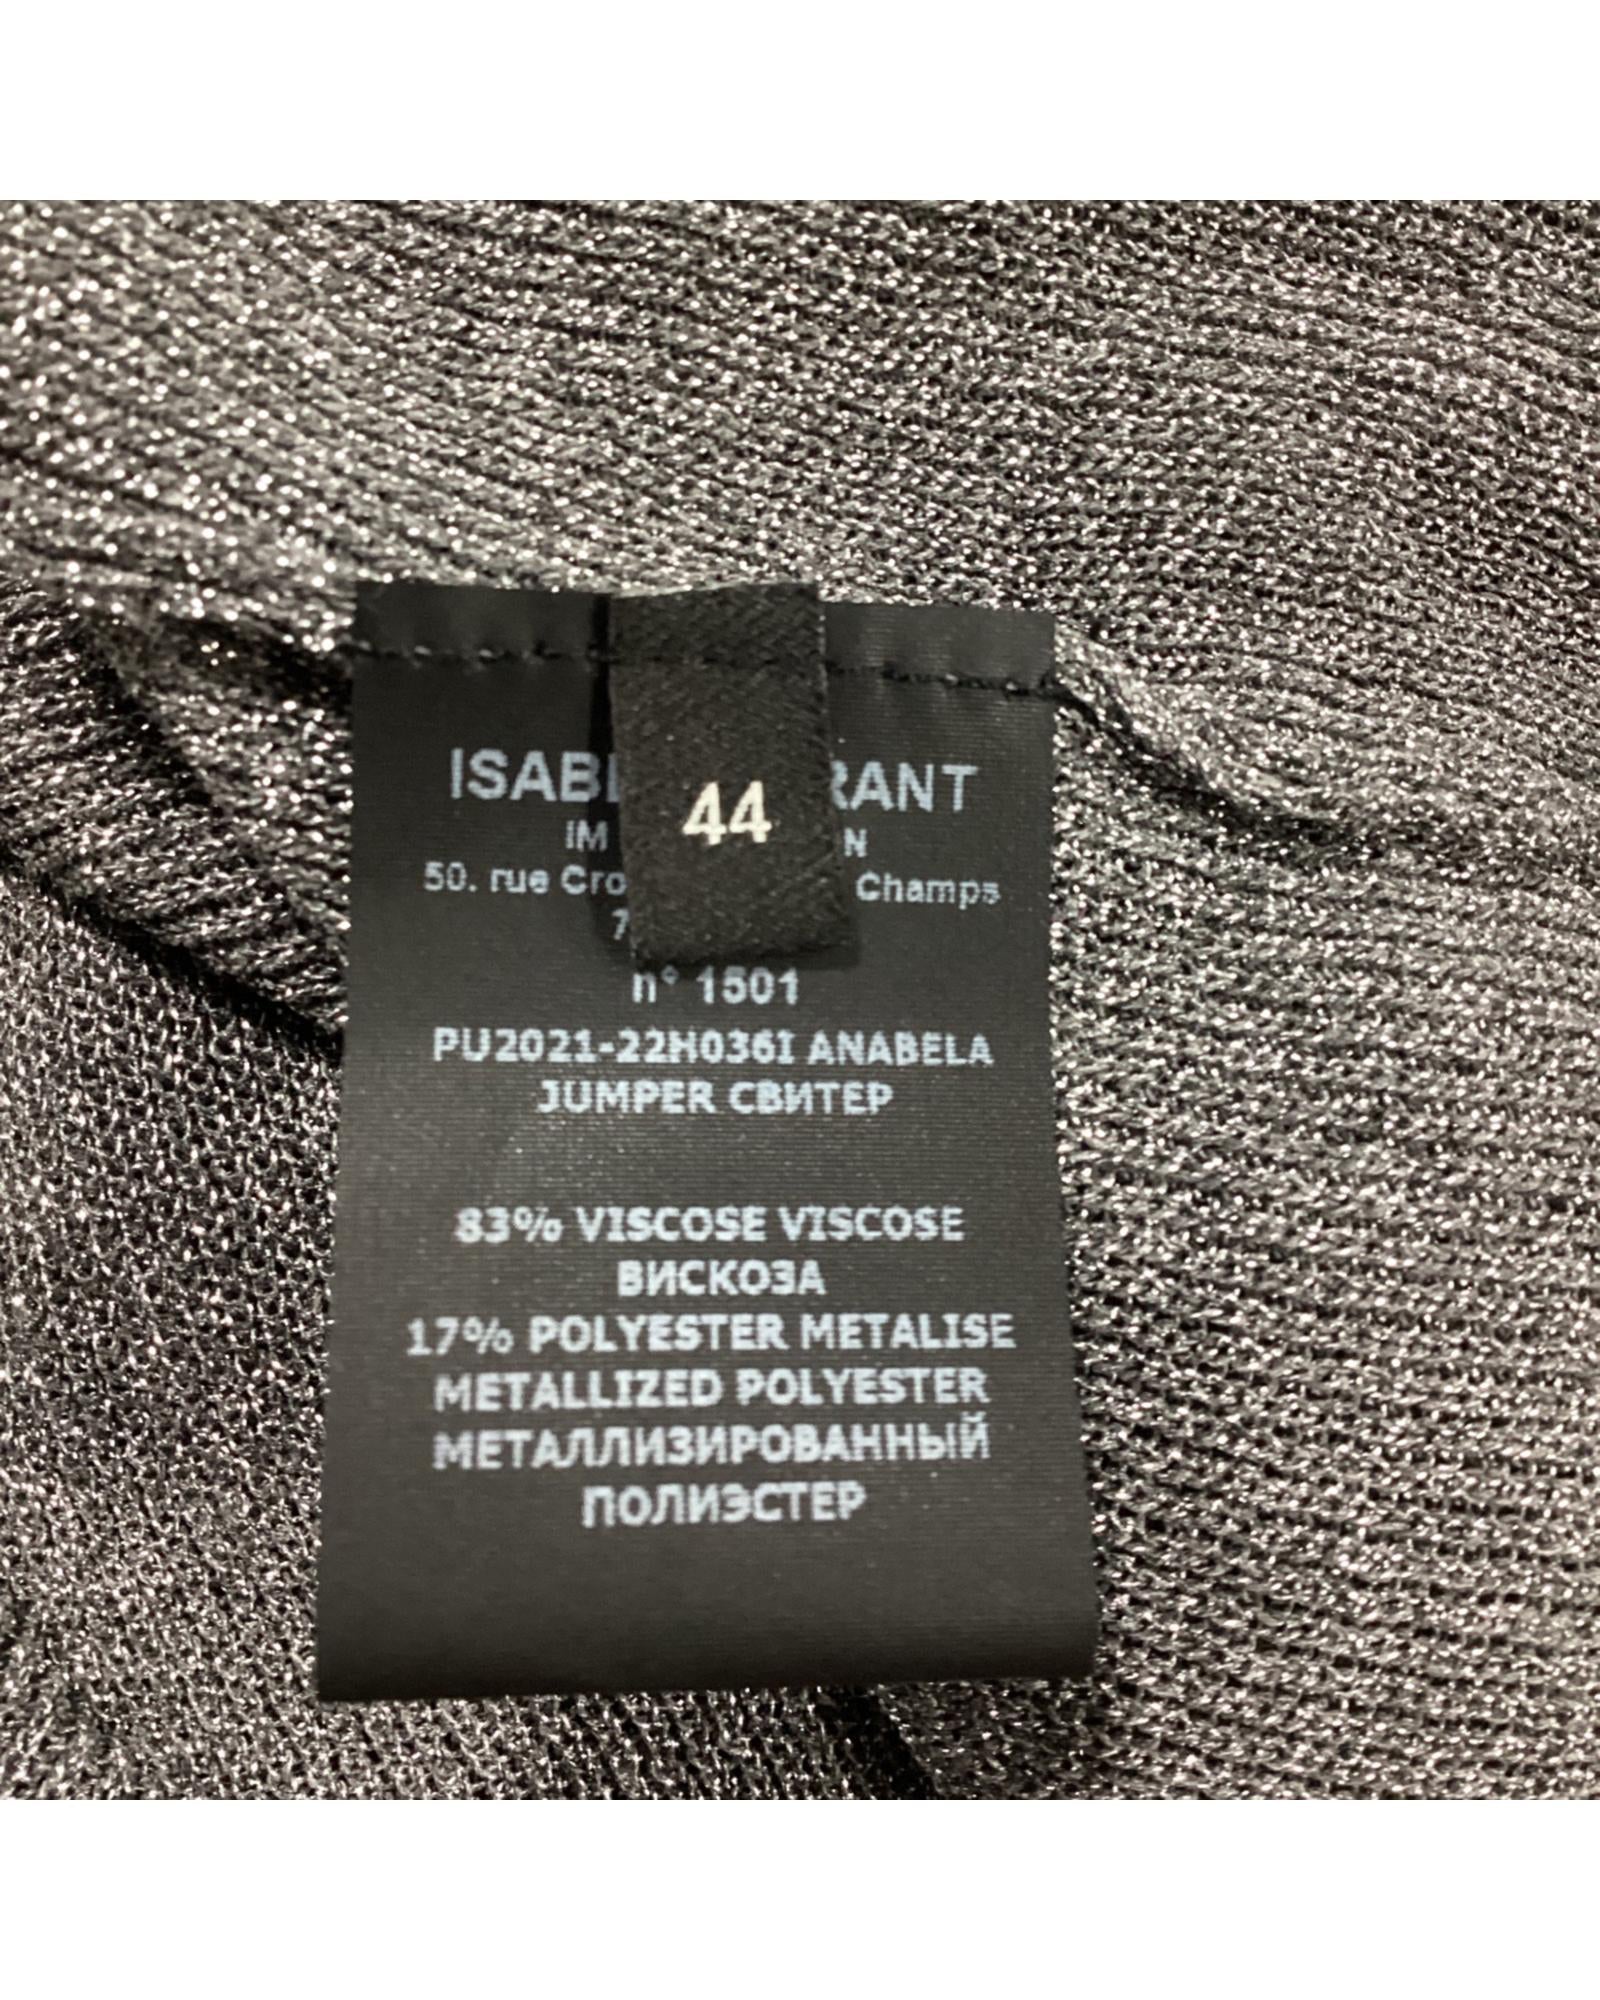 44
ISABE RANT
IM N
50. rue Cro Champs
7
n° 1501
PU2021-22H036I ANABELA
JUMPER СВИТЕР
83% VISCOSE VISCOSE
ВИСКОЗА
17% POLYESTER METALISE
METALLIZED POLYESTER
МЕТАЛЛИЗИРОВАННЫЙ
ПОЛИЭСТЕР